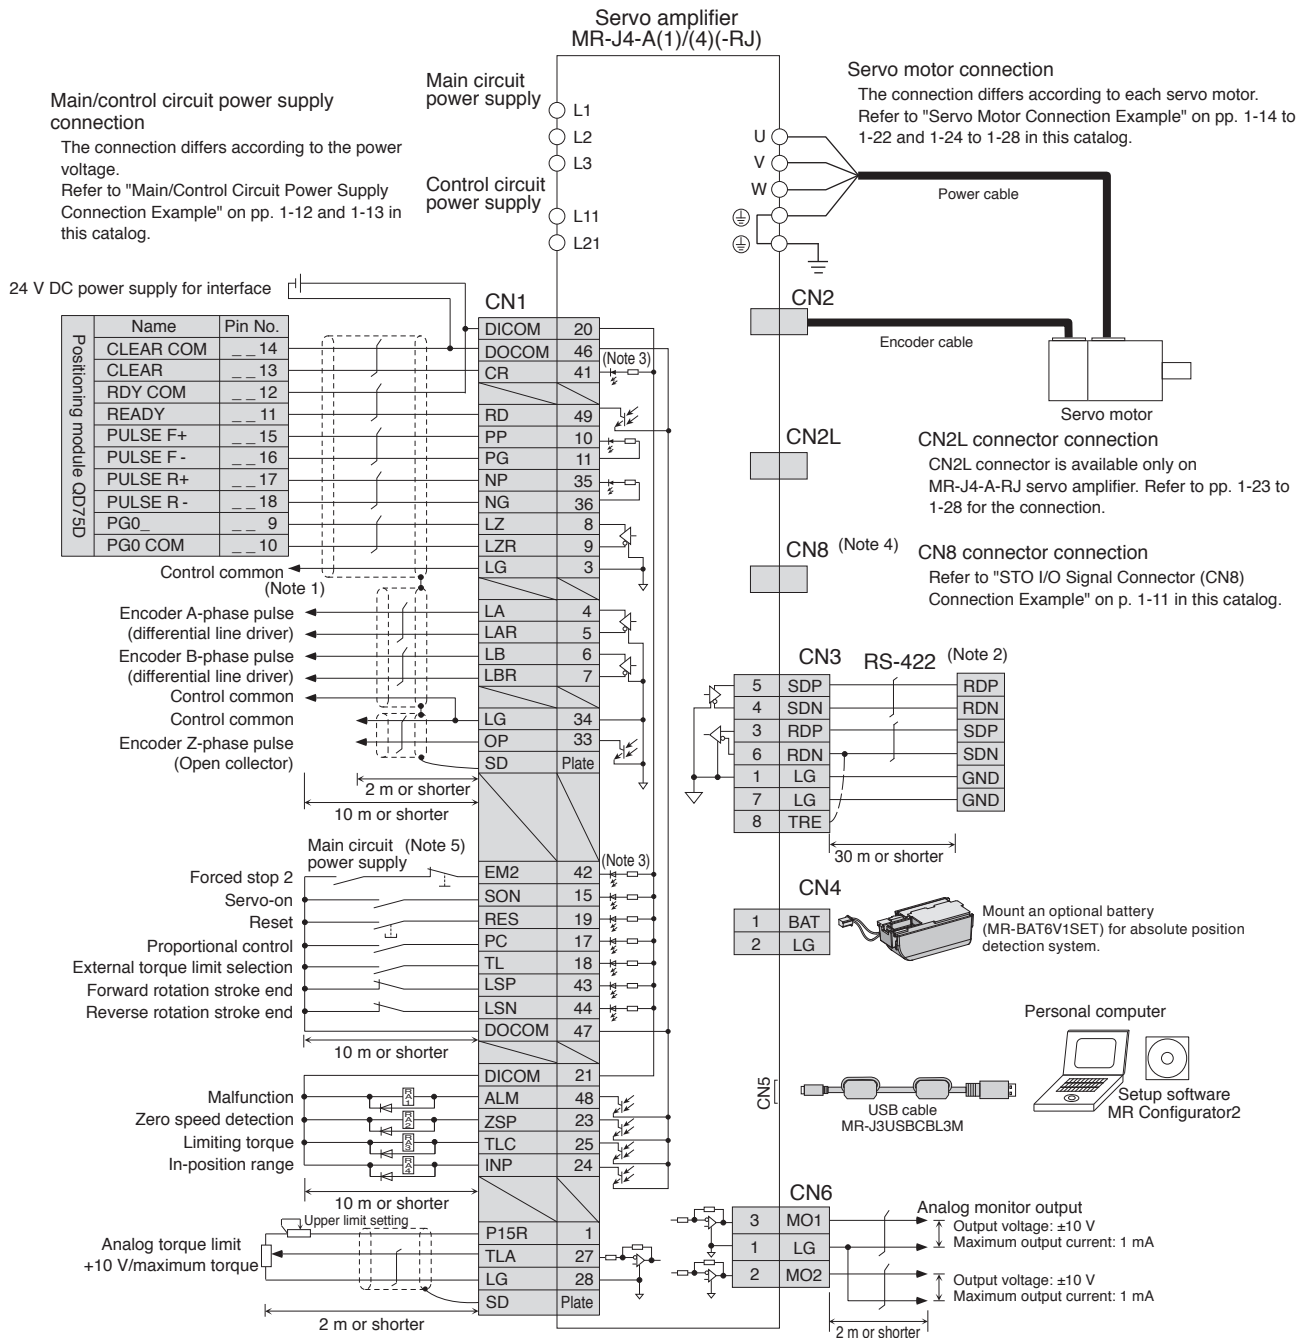 Servo amplifier
MR-J4-A(1)/(4)(-RJ)
Main/control circuit power supply
connection
The connection differs according to the power
voltage.
Refer to "Main/Control Circuit Power Supply
Connection Example" on pp. 1-12 and 1-13 in
this catalog.
Main circuit
power supply
L1
L2
L3
Control circuit
power supply
L11
L21
U
V
W
Servo motor connection
The connection differs according to each servo motor.
Refer to "Servo Motor Connection Example" on pp. 1-14 to
1-22 and 1-24 to 1-28 in this catalog.
Power cable
24 V DC power supply for interface
Positioning module QD75D
Name Pin No.
CLEAR COM _ _ 14
CLEAR _ _ 13
RDY COM _ _ 12
READY _ _ 11
PULSE F+ _ _ 15
PULSE F - _ _ 16
PULSE R+ _ _ 17
PULSE R - _ _ 18
PG0_ _ _ 9
PG0 COM _ _ 10
Control common
(Note 1)
Encoder A-phase pulse
(differential line driver)
Encoder B-phase pulse
(differential line driver)
Control common
Control common
Encoder Z-phase pulse
(Open collector)
2 m or shorter
10 m or shorter
CN1
DICOM 20
DOCOM 46
(Note 3)
CR 41
RD 49
PP 10
PG 11
NP 35
NG 36
LZ 8
LZR 9
LG 3
LA 4
LAR 5
LB 6
LBR 7
LG 34
OP 33
SD Plate
Main circuit (Note 5)
power supply
(Note 3)
Forced stop 2 EM2 42
Servo-on SON 15
Reset RES 19
Proportional control PC 17
External torque limit selection TL 18
Forward rotation stroke end LSP 43
Reverse rotation stroke end LSN 44
DOCOM 47
10 m or shorter
DICOM 21
Malfunction RA1 ALM 48
Zero speed detection RA2 ZSP 23
Limiting torque RA3 TLC 25
In-position range RA4 INP 24
10 m or shorter
Upper limit setting
Analog torque limit
+10 V/maximum torque
P15R 1
TLA 27
LG 28
SD Plate
2 m or shorter
CN2
Encoder cable
Servo motor
CN2L
CN2L connector connection
CN2L connector is available only on
MR-J4-A-RJ servo amplifier. Refer to pp. 1-23 to
1-28 for the connection.
CN8 (Note 4)
CN8 connector connection
Refer to "STO I/O Signal Connector (CN8)
Connection Example" on p. 1-11 in this catalog.
CN3
RS-422 (Note 2)
5 SDP RDP
4 SDN RDN
3 RDP SDP
6 RDN SDN
1 LG GND
7 LG GND
8 TRE
30 m or shorter
CN4
1 BAT
2 LG
Mount an optional battery
(MR-BAT6V1SET) for absolute position
detection system.
Personal computer
CN5
USB cable
MR-J3USBCBL3M
Setup software
MR Configurator2
CN6
3 MO1
1 LG
2 MO2
Analog monitor output
Output voltage: ±10 V
Maximum output current: 1 mA
Output voltage: ±10 V
Maximum output current: 1 mA
2 m or shorter